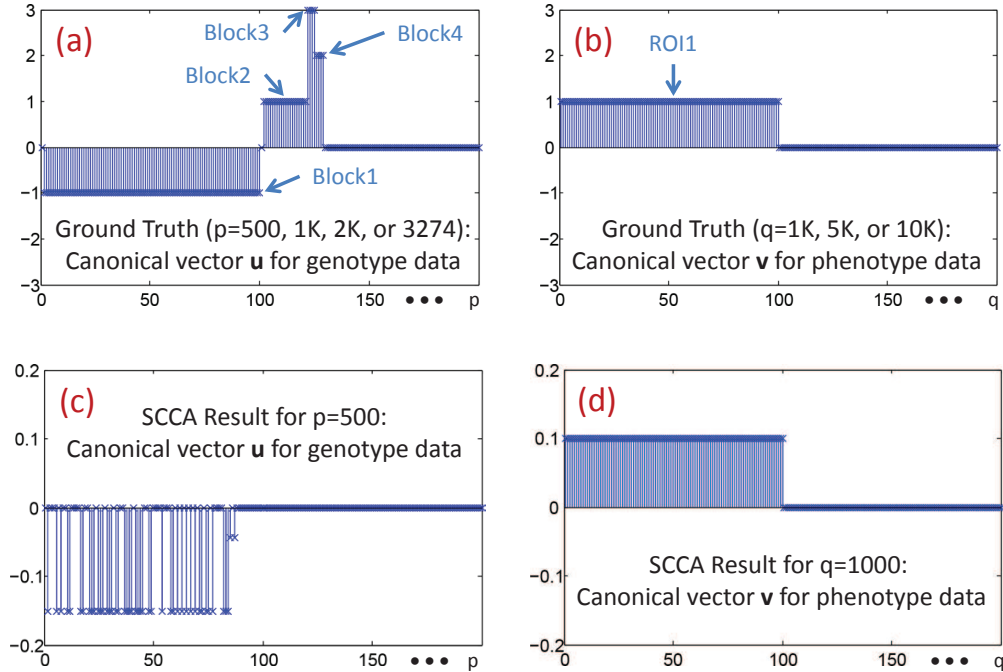 (a)
Block3
Block4
Block2
Block1
Ground Truth (p=500, 1K, 2K, or 3274):
Canonical vector u for genotype data
3
2
1
0
−1
−2
−3
0 50 100 150 ● ● ● p
(b)
ROI1
Ground Truth (q=1K, 5K, or 10K):
Canonical vector v for phenotype data
3
2
1
0
−1
−2
−3
0 50 100 150 ● ● ● q
(c)
SCCA Result for p=500:
Canonical vector u for genotype data
0.2
0.1
0
−0.1
−0.2
0 50 100 150 ● ● ● p
(d)
SCCA Result for q=1000:
Canonical vector v for phenotype data
0.2
0.1
0
−0.1
−0.2
0 50 100 150 ● ● ● q